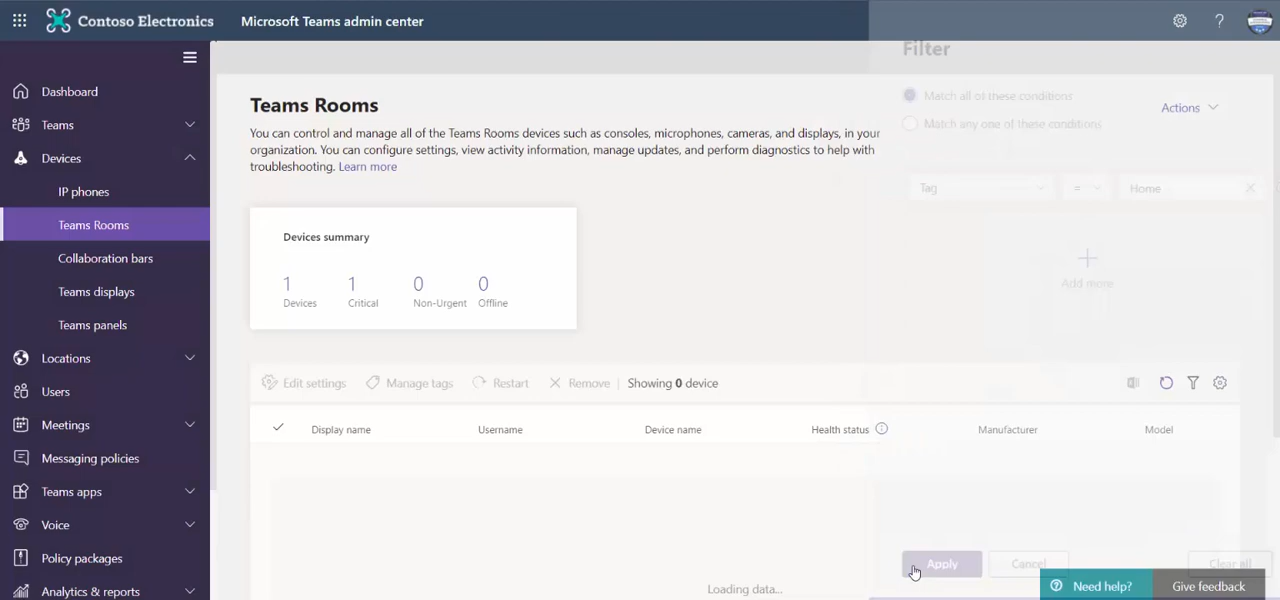 Contoso Electronics
Microsoft Teams admin center
?
Dashboard
Teams
Devices
IP phones
Teams Rooms
Collaboration bars
Teams displays
Teams panels
Locations
Users
Meetings
Messaging policies
Teams apps
Voice
Policy packages
Analytics & reports
Teams Rooms
You can control and manage all of the Teams Rooms devices such as consoles, microphones, cameras, and displays, in your
organization. You can configure settings, view activity information, manage updates, and perform diagnostics to help with
troubleshooting. Learn more
Actions
Devices summary
1 1 0 0
Devices Critical Non-Urgent Offline
Edit settings Manage tags Restart Remove Showing 0 device
Display name Username Device name Health status Manufacturer Model
Loading data...
Filter
Match all of these conditions
Match any one of these conditions
Tag = Home
Add more
Apply Cancel Clear all
Need help? Give feedback